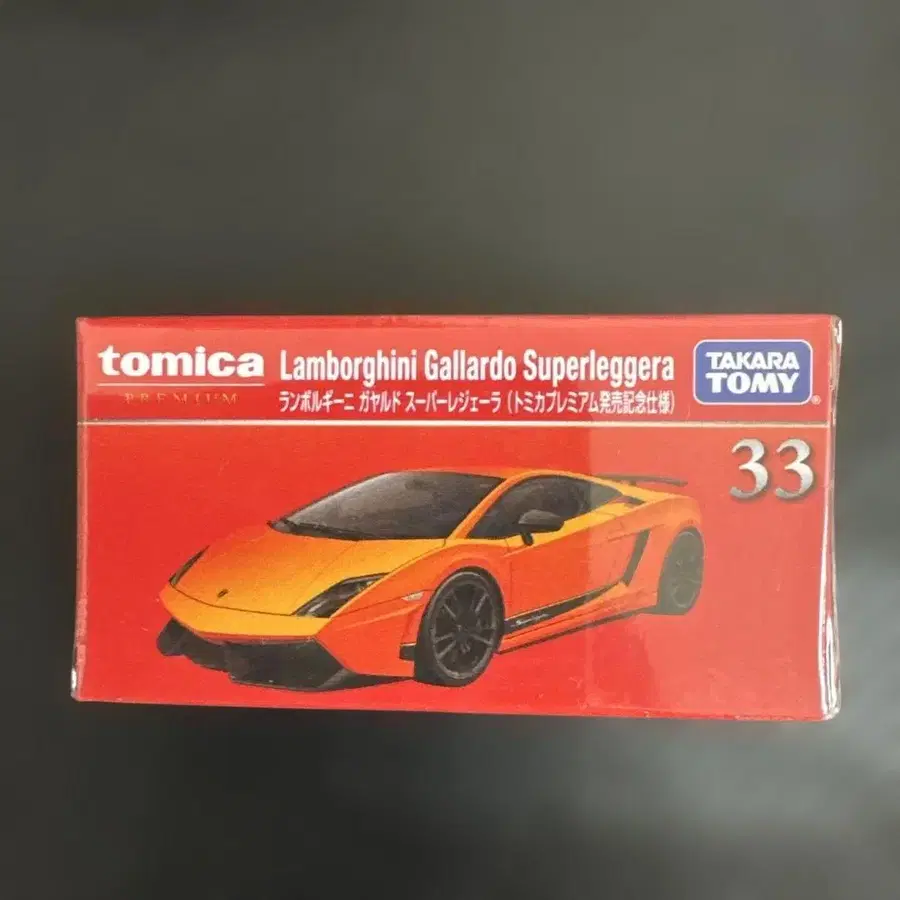 tomica
PREMIUM
Lamborghini Gallardo Superleggera
ランボルギーニ ガヤルド スーパーレジェーラ（トミカプレミアム発売記念仕様）
TAKARA
TOMY®
33